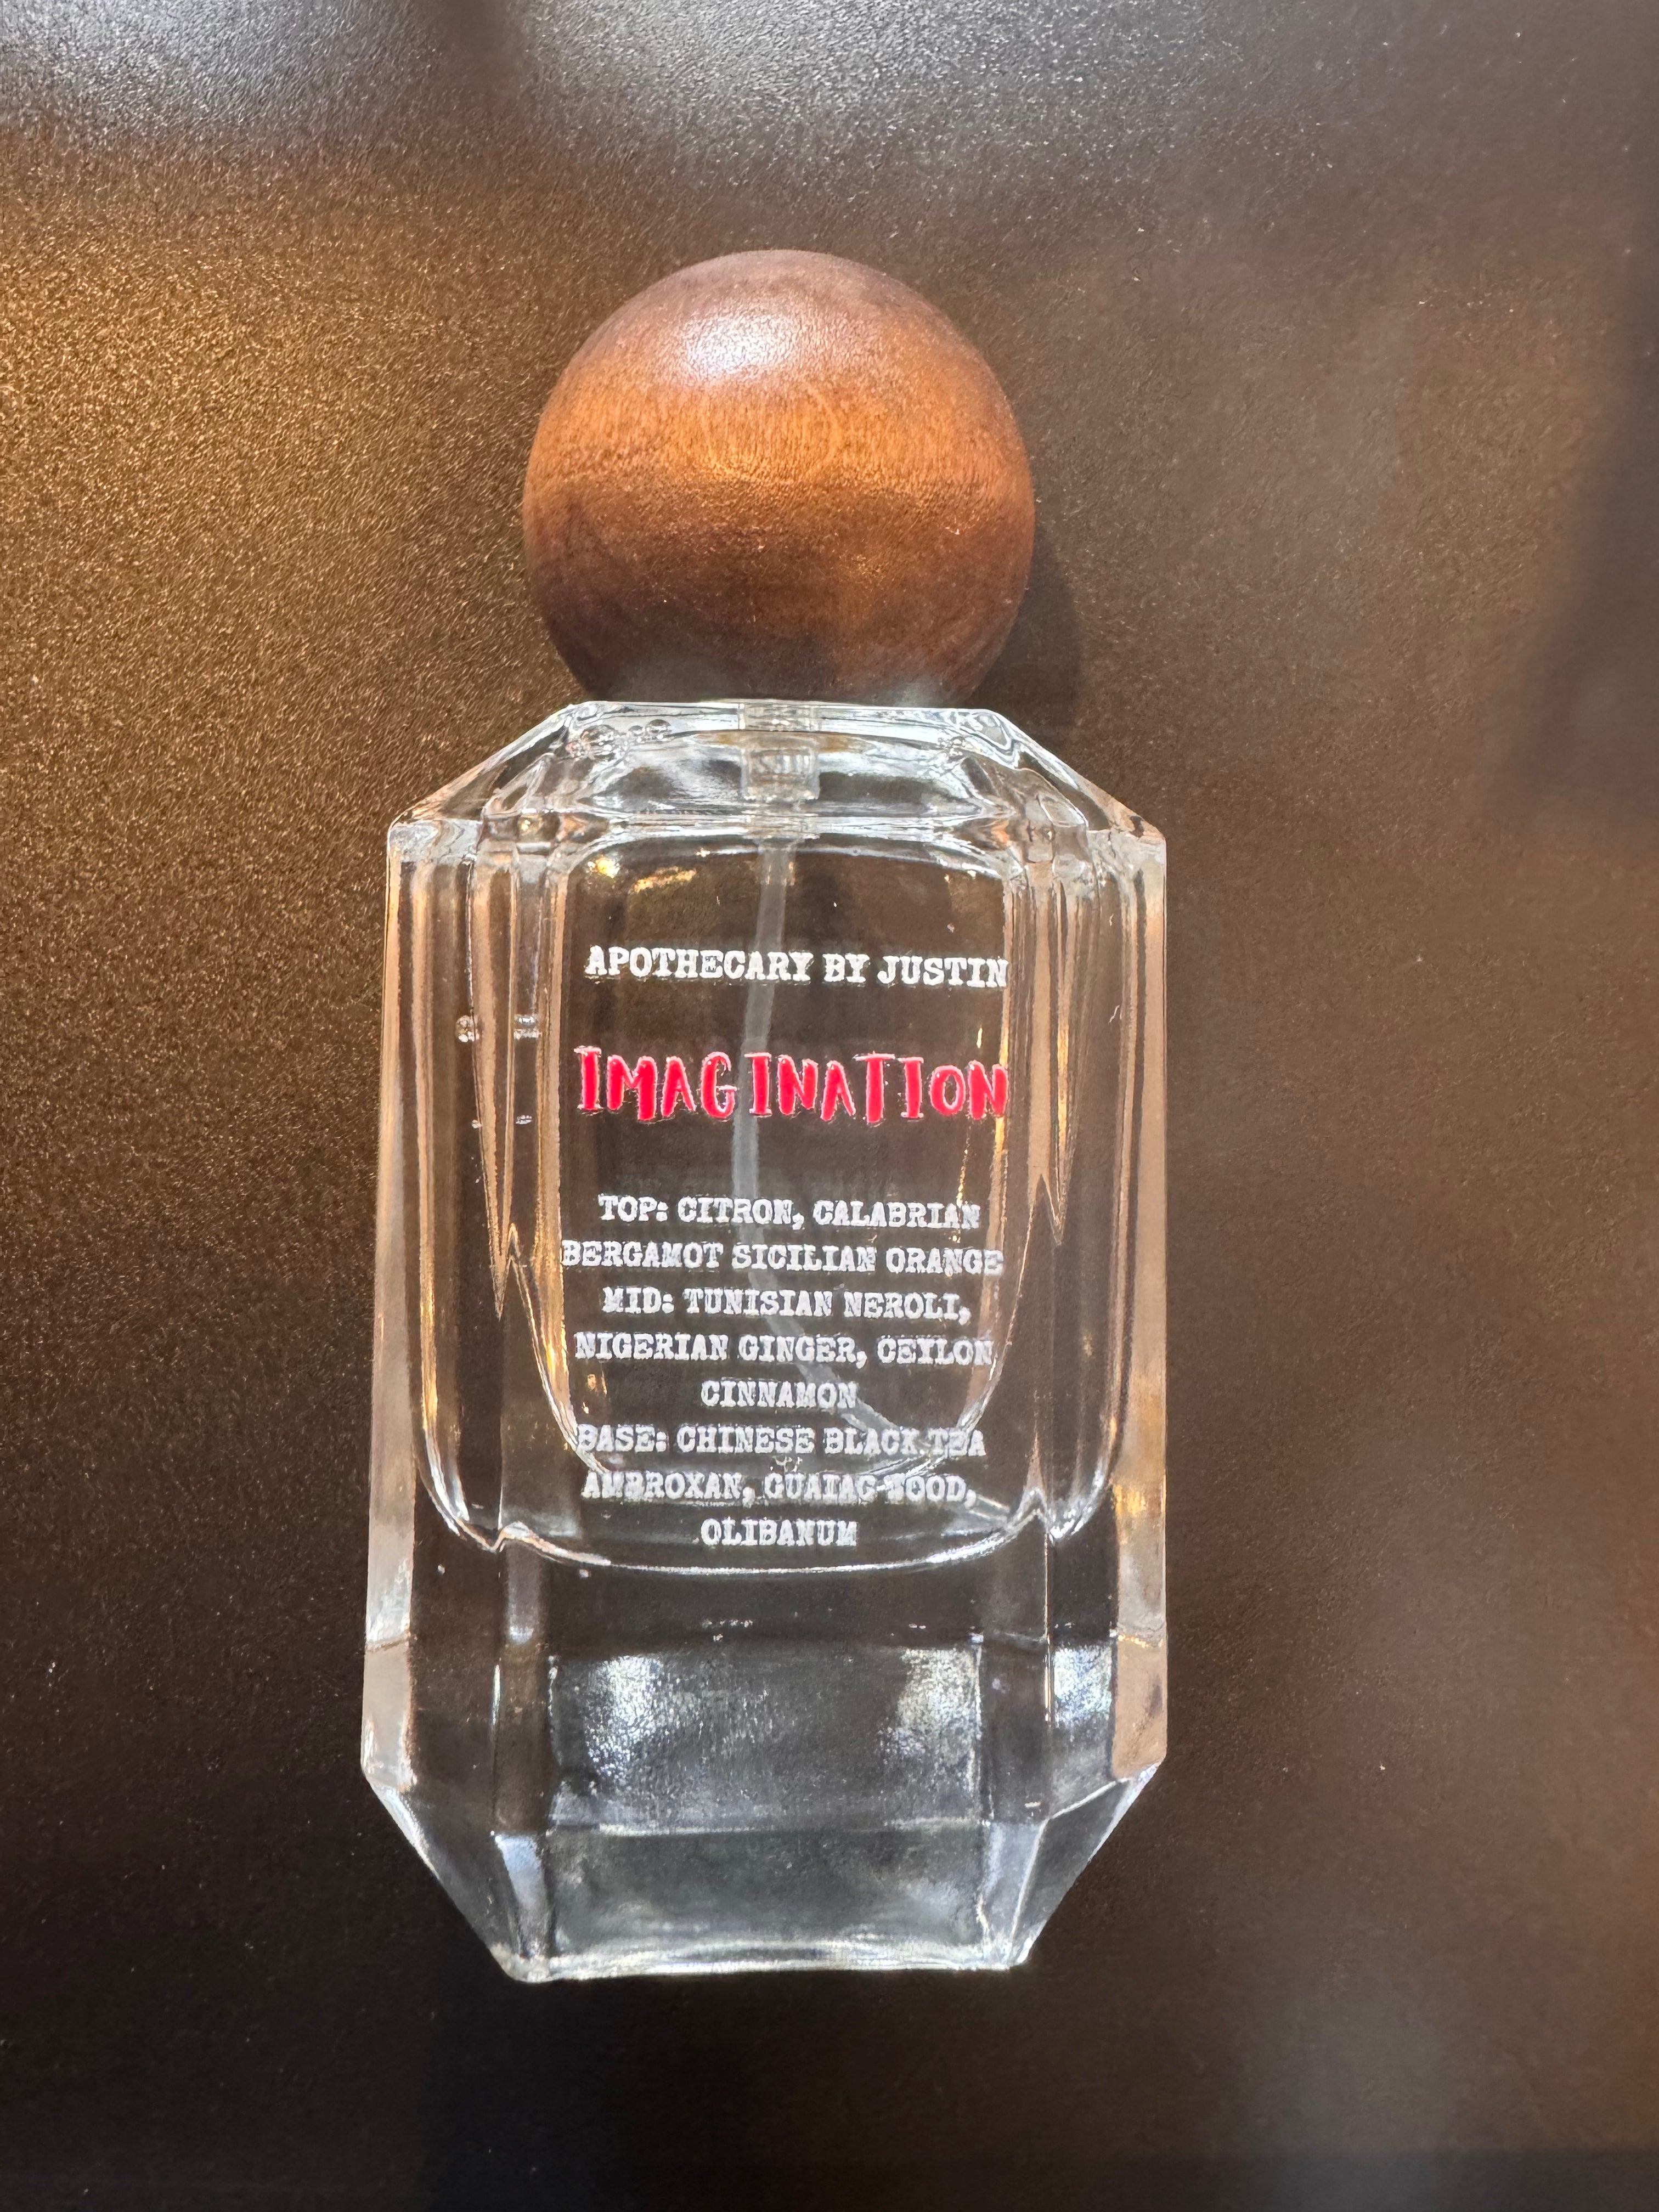 APOTHECARY BY JUSTIN
IMAGINATION
TOP: CITRON, CALABRIAN
BERGAMOT SICILIAN ORANGE
MID: TUNISIAN NEROLI,
NIGERIAN GINGER, CEYLON
CINNAMON
BASE: CHINESE BLACK TEA
AMBROXAN, GUAIAC WOOD,
OLIBANUM